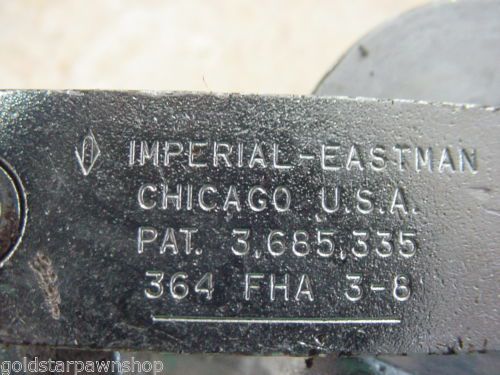 IMPERIAL-EASTMAN
CHICAGO U.S.A.
PAT. 3,685,335
364 FHA 3-8
goldstarpawnshop